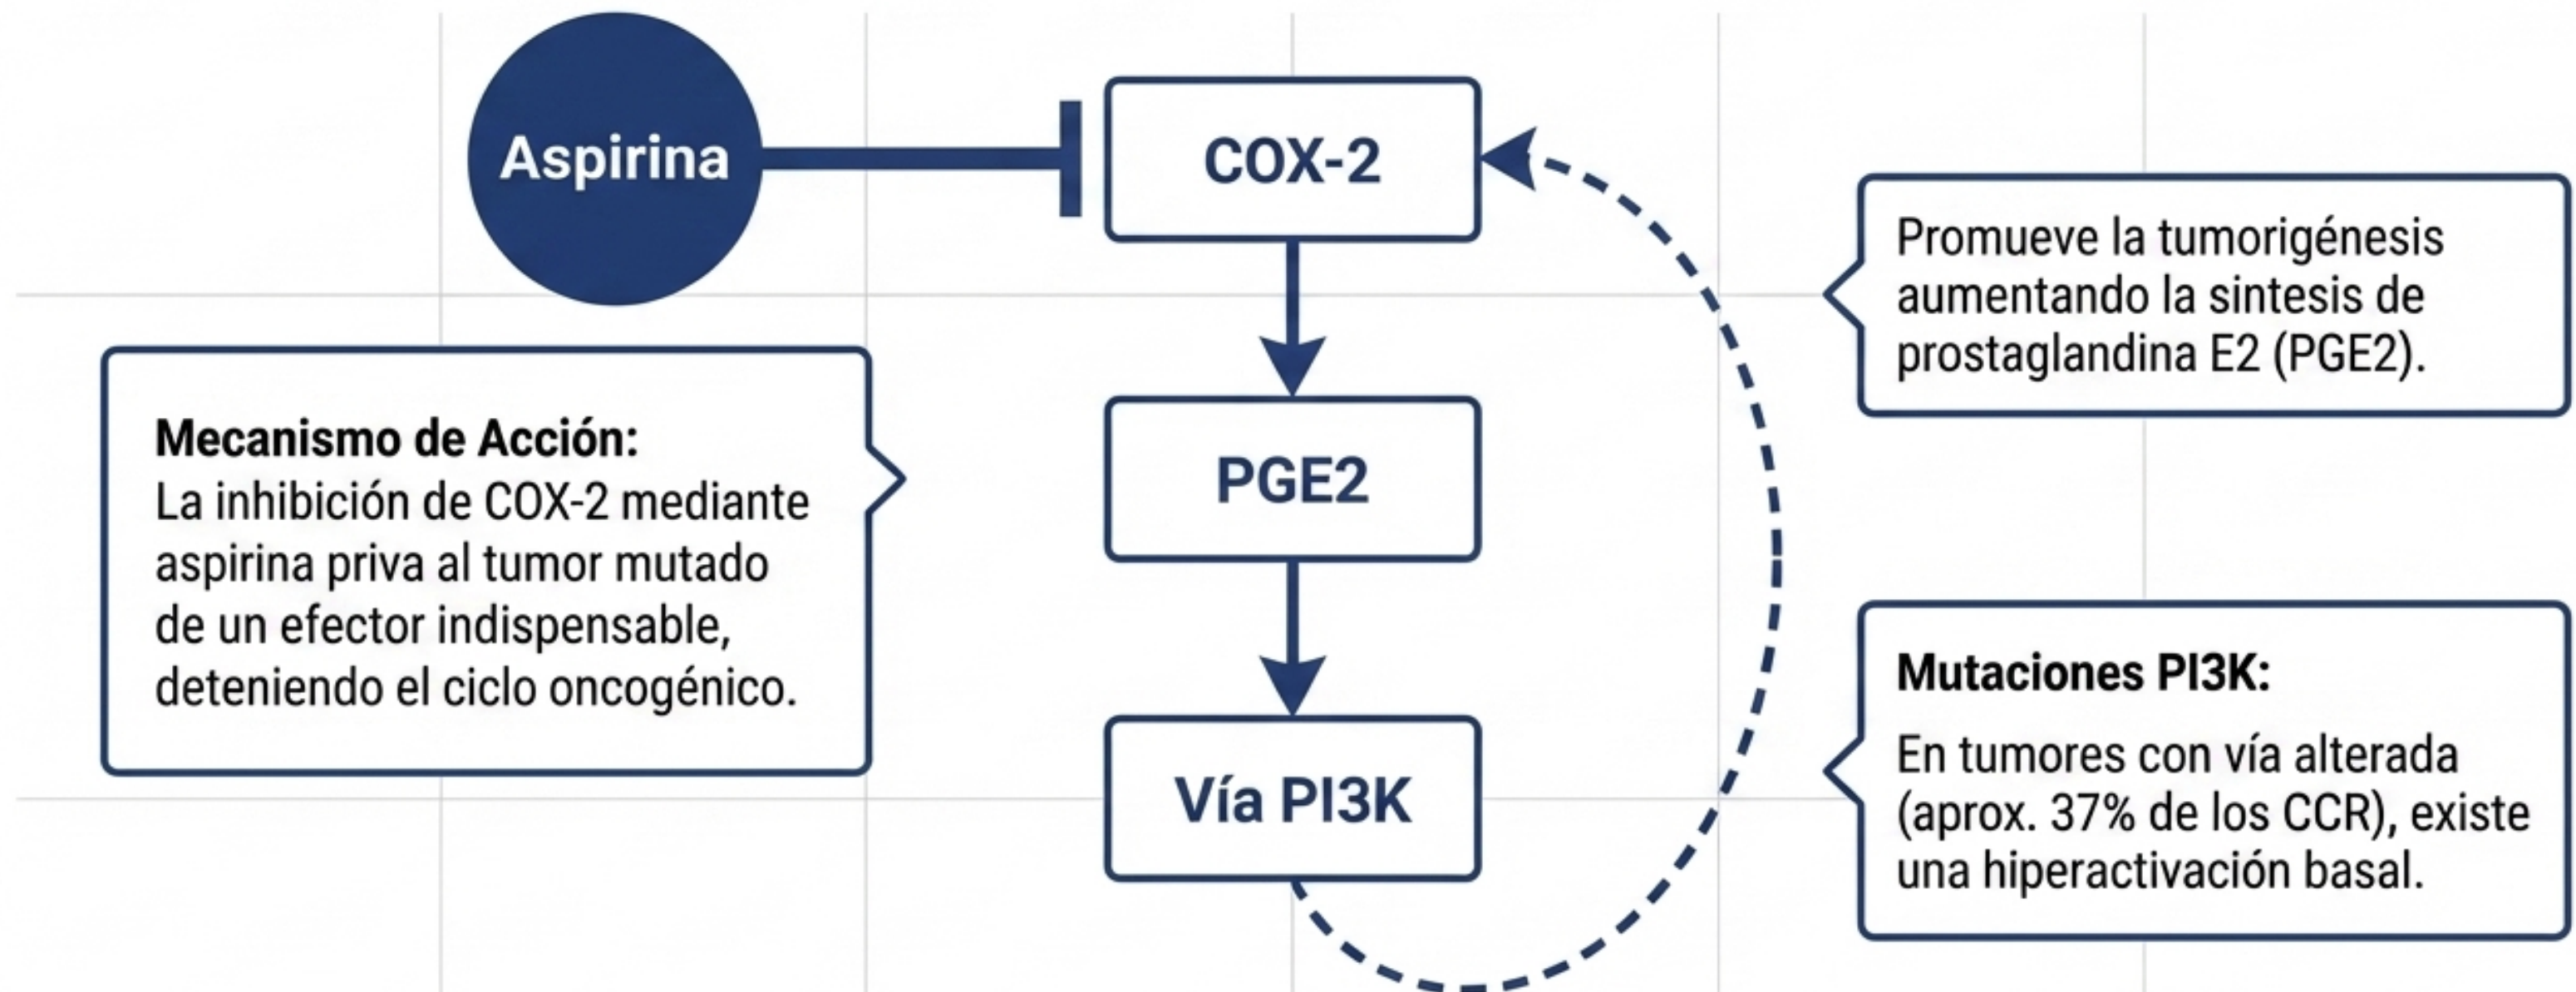 Aspirina
COX-2
Promueve la tumorigénesis
aumentando la sintesis de
prostaglandina E2 (PGE2).
Mecanismo de Acción:
La inhibición de COX-2 mediante
aspirina priva al tumor mutado
de un efector indispensable,
deteniendo el ciclo oncogénico.
PGE2
Vía PI3K
Mutaciones PI3K:
En tumores con vía alterada
(aprox. 37% de los CCR), existe
una hiperactivación basal.